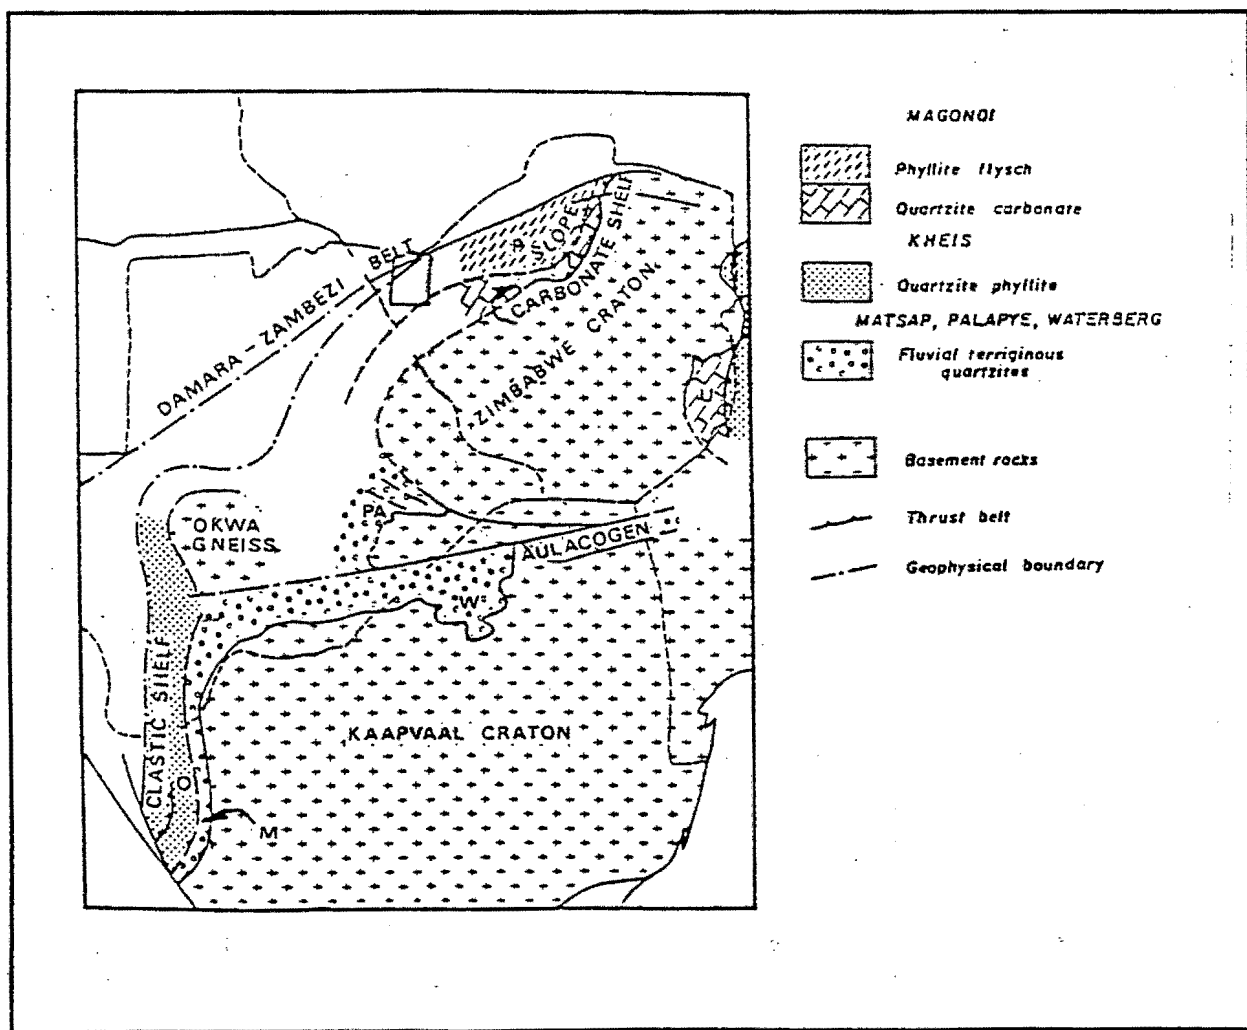 MAGONDI
Phyllite flysch
Quartzite carbonate
KHEIS
Quartzite phyllite
MATSAP, PALAPYE, WATERBERG
Fluvial terriginous
quartzites
Basement rocks
Thrust belt
Geophysical boundary
DAMARA - ZAMBEZI BELT
SLOPE
CARBONATE SHELF
ZIMBABWE CRATON
U
OKWA
GNEISS
PA
AULACOGEN
W
CLASTIC SHELF
KAAPVAAL CRATON
O
M